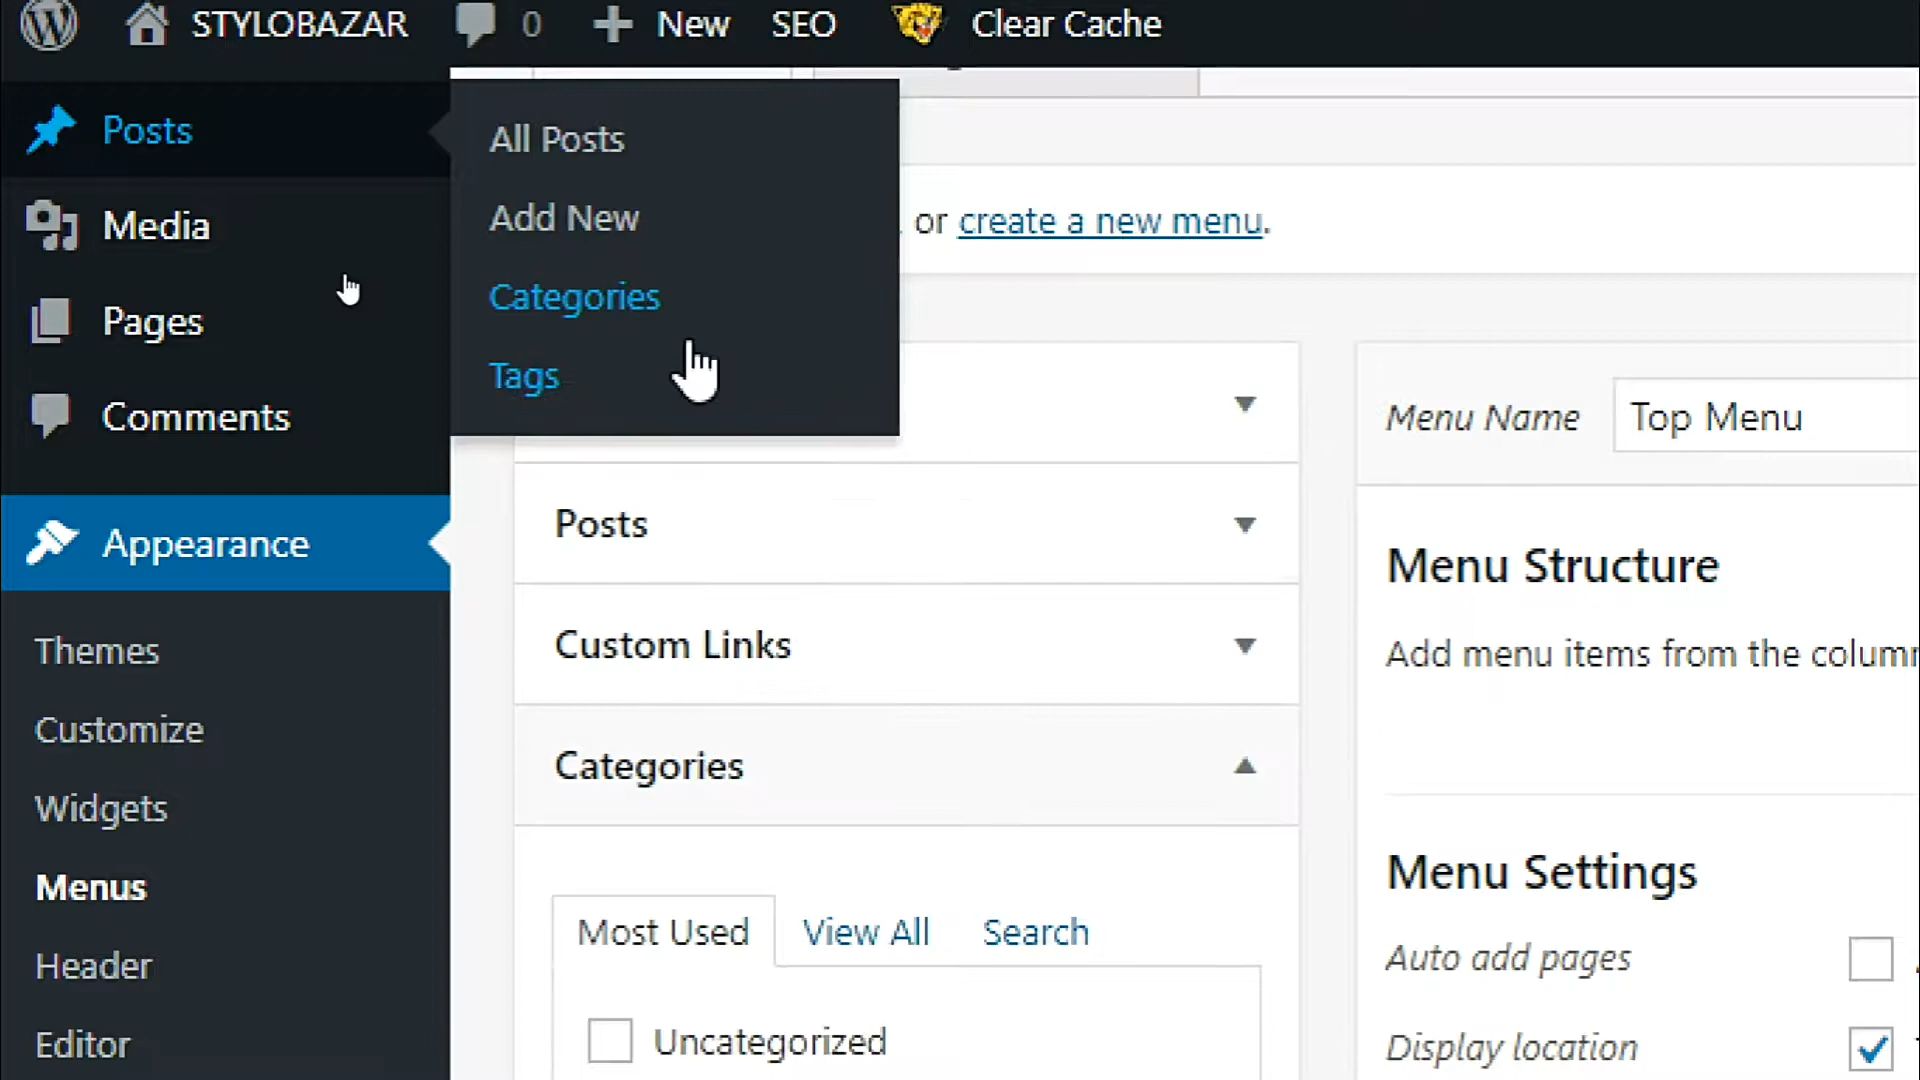 STYLOBAZAR 0 New SEO Clear Cache
Posts
Media
Pages
Comments
Appearance
Themes
Customize
Widgets
Menus
Header
Editor
All Posts
Add New
Categories
Tags
or create a new menu.
Posts
Custom Links
Categories
Most Used View All Search
Uncategorized
Menu Name Top Menu
Menu Structure
Add menu items from the column
Menu Settings
Auto add pages
Display location